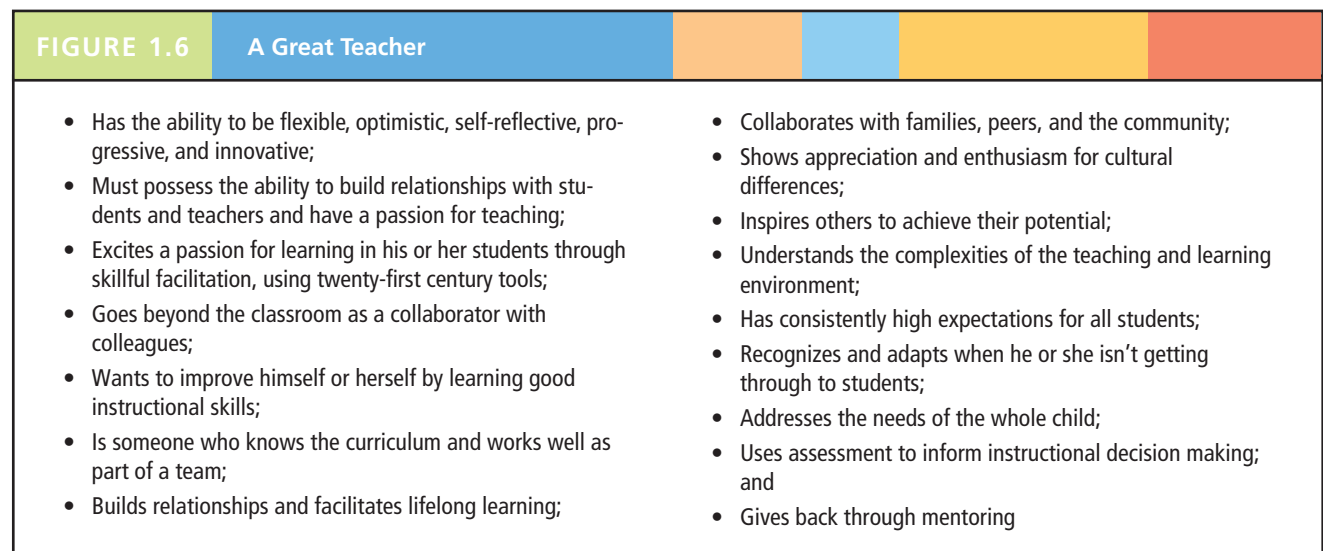 FIGURE 1.6 A Great Teacher
• Has the ability to be flexible, optimistic, self-reflective, pro-
gressive, and innovative;
• Must possess the ability to build relationships with stu-
dents and teachers and have a passion for teaching;
• Excites a passion for learning in his or her students through
skillful facilitation, using twenty-first century tools;
• Goes beyond the classroom as a collaborator with
colleagues;
• Wants to improve himself or herself by learning good
instructional skills;
• Is someone who knows the curriculum and works well as
part of a team;
• Builds relationships and facilitates lifelong learning;
• Collaborates with families, peers, and the community;
• Shows appreciation and enthusiasm for cultural
differences;
• Inspires others to achieve their potential;
• Understands the complexities of the teaching and learning
environment;
• Has consistently high expectations for all students;
• Recognizes and adapts when he or she isn’t getting
through to students;
• Addresses the needs of the whole child;
• Uses assessment to inform instructional decision making;
and
• Gives back through mentoring